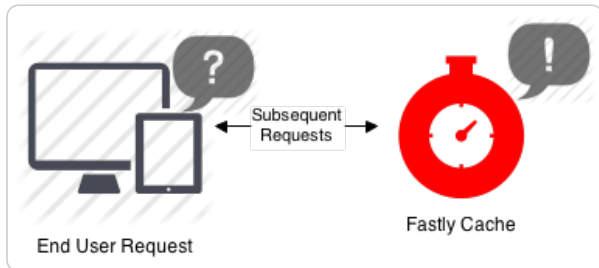 ?
!
Subsequent
Requests
End User Request
Fastly Cache